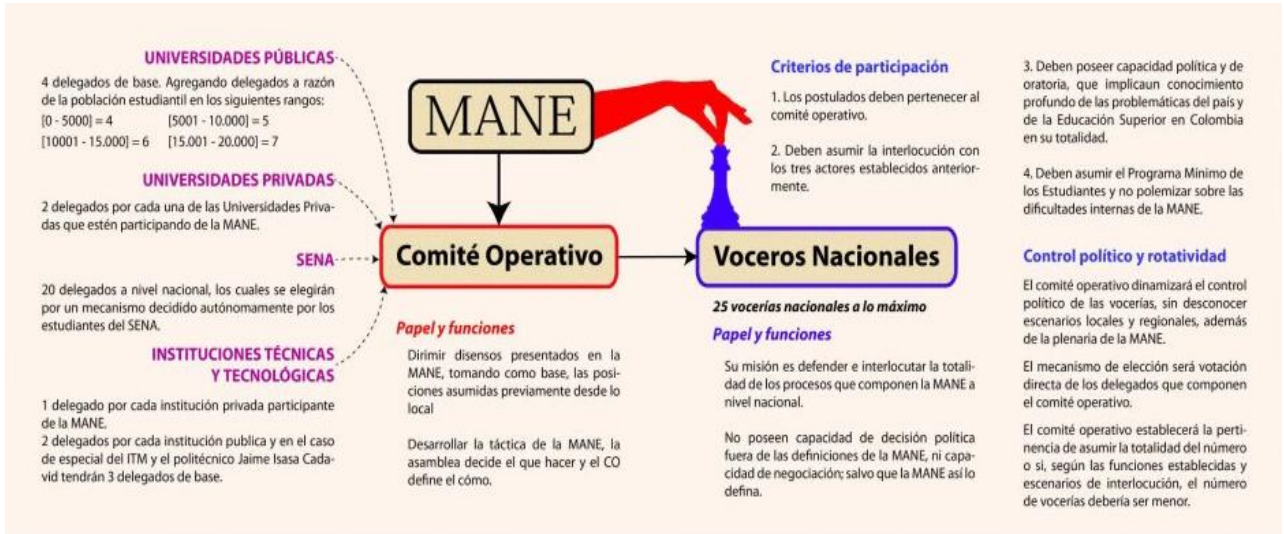 UNIVERSIDADES PÚBLICAS
4 delegados de base. Agregando delegados a razón
de la población estudiantil en los siguientes rangos:
[0 - 5000] = 4 [5001 - 10.000] = 5
[10001 - 15.000] = 6 [15.001 - 20.000] = 7
UNIVERSIDADES PRIVADAS
2 delegados por cada una de las Universidades Priva-
das que estén participando de la MANE.
SENA
20 delegados a nivel nacional, los cuales se elegirán
por un mecanismo decidido autónomamente por los
estudiantes del SENA.
INSTITUCIONES TÉCNICAS
Y TECNOLÓGICAS
1 delegado por cada institución privada participante
de la MANE.
2 delegados por cada institución publica y en el caso
de especial del ITM y el politécnico Jaime Isasa Cada-
vid tendrán 3 delegados de base.
MANE
Comité Operativo
Papel y funciones
Dirimir disensos presentados en la
MANE, tomando como base, las posi-
ciones asumidas previamente desde lo
local
Desarrollar la táctica de la MANE, la
asamblea decide el que hacer y el CO
define el cómo.
Criterios de participación
1. Los postulados deben pertenecer al
comité operativo.
2. Deben asumir la interlocución con
los tres actores establecidos anterior-
mente.
Voceros Nacionales
25 vocerías nacionales a lo máximo
Papel y funciones
Su misión es defender e interlocutar la totali-
dad de los procesos que componen la MANE a
nivel nacional.
No poseen capacidad de decisión política
fuera de las definiciones de la MANE, ni capa-
cidad de negociación; salvo que la MANE así lo
defina.
3. Deben poseer capacidad política y de
oratoria, que implicaun conocimiento
profundo de las problemáticas del país y
de la Educación Superior en Colombia
en su totalidad.
4. Deben asumir el Programa Mínimo de
los Estudiantes y no polemizar sobre las
dificultades internas de la MANE.
Control político y rotatividad
El comité operativo dinamizará el control
político de las vocerías, sin desconocer
escenarios locales y regionales, además
de la plenaria de la MANE.
El mecanismo de elección será votación
directa de los delegados que componen
el comité operativo.
El comité operativo establecerá la perti-
nencia de asumir la totalidad del número
o si, según las funciones establecidas y
escenarios de interlocución, el número
de vocerías debería ser menor.